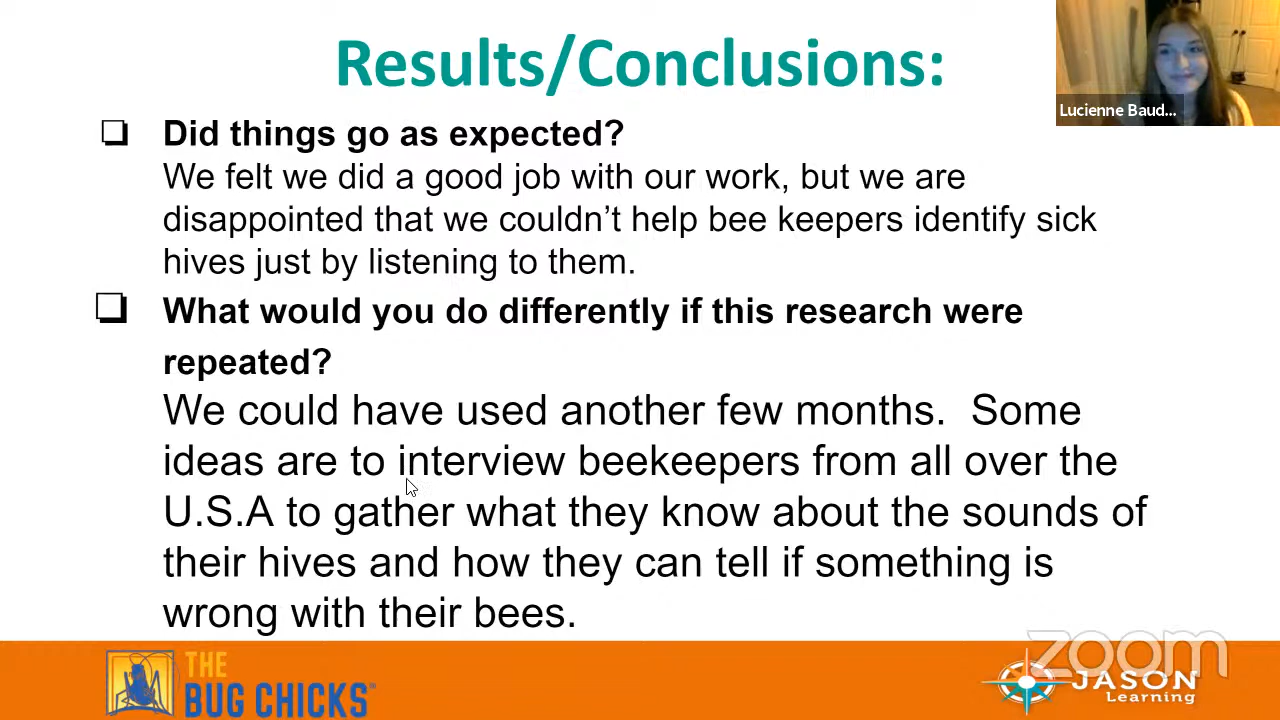 Results/Conclusions:
Lucienne Baud...
Did things go as expected?
We felt we did a good job with our work, but we are
disappointed that we couldn’t help bee keepers identify sick
hives just by listening to them.
What would you do differently if this research were
repeated?
We could have used another few months.  Some
ideas are to interview beekeepers from all over the
U.S.A to gather what they know about the sounds of
their hives and how they can tell if something is
wrong with their bees.
THE
BUG CHICKS™
zoom
JASON
Learning